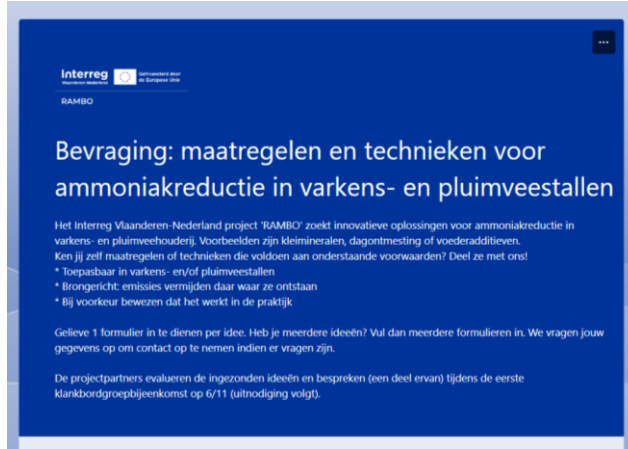 Interreg
Vlaanderen-Nederland
Gefinancierd door
de Europese Unie
RAMBO
Bevraging: maatregelen en technieken voor
ammoniakreductie in varkens- en pluimveestallen
Het Interreg Vlaanderen-Nederland project 'RAMBO' zoekt innovatieve oplossingen voor ammoniakreductie in
varkens- en pluimveehouderij. Voorbeelden zijn kleimineralen, dagontmesting of voederadditieven.
Ken jij zelf maatregelen of technieken die voldoen aan onderstaande voorwaarden? Deel ze met ons!
* Toepasbaar in varkens- en/of pluimveestallen
* Brongericht: emissies vermijden daar waar ze ontstaan
* Bij voorkeur bewezen dat het werkt in de praktijk
Gelieve 1 formulier in te dienen per idee. Heb je meerdere ideeën? Vul dan meerdere formulieren in. We vragen jouw
gegevens op om contact op te nemen indien er vragen zijn.
De projectpartners evalueren de ingezonden ideeën en bespreken (een deel ervan) tijdens de eerste
klankbordgroepbijeenkomst op 6/11 (uitnodiging volgt).